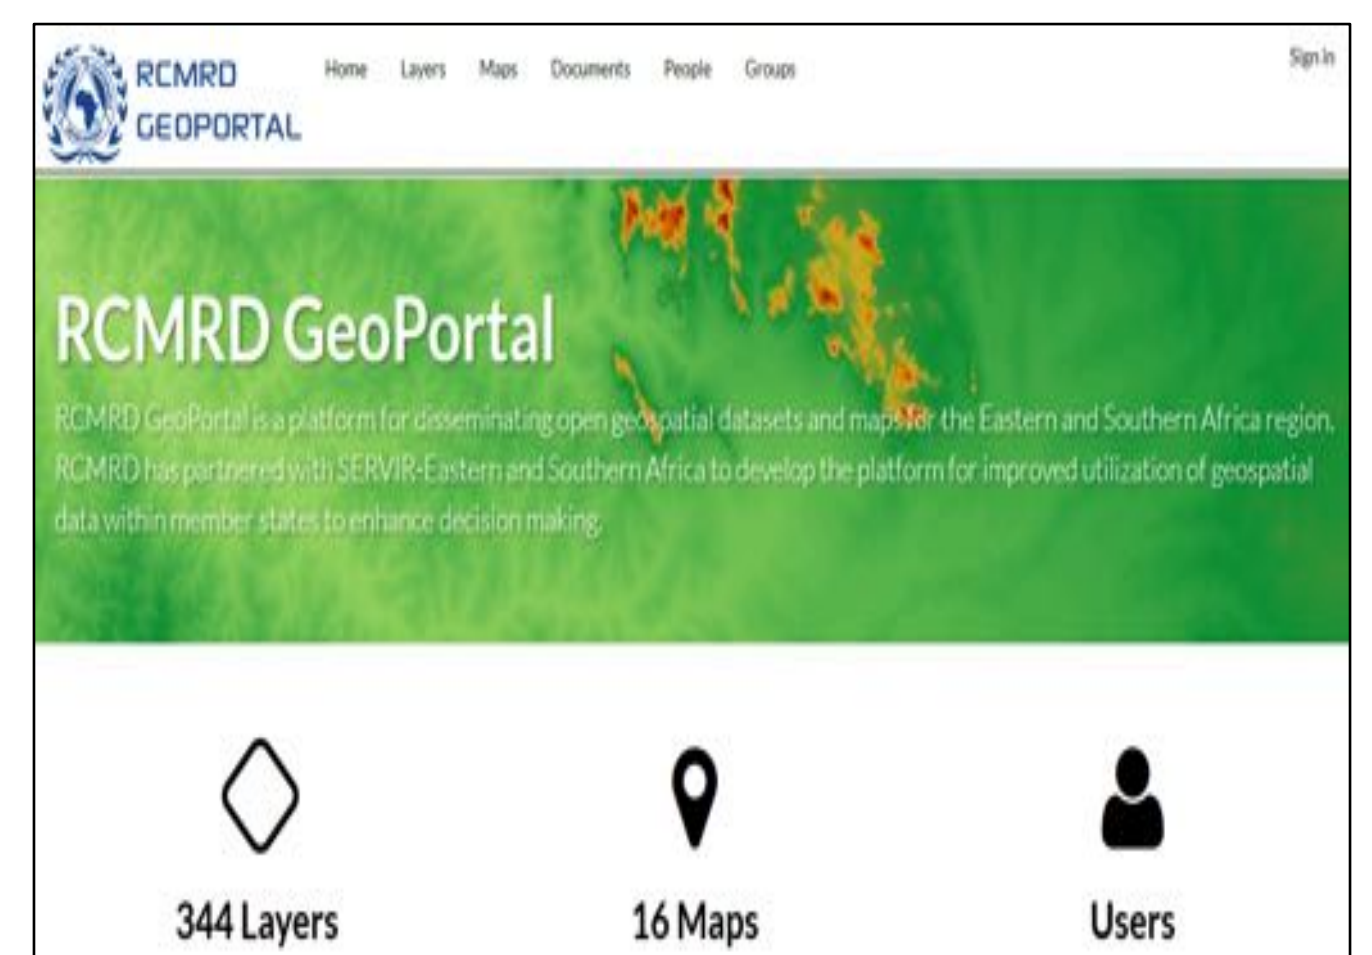 RCMRD
GEOPORTAL
Home Layers Maps Documents People Groups
Sign in
RCMRD GeoPortal
RCMRD GeoPortal is a platform for disseminating open geospatial datasets and maps for the Eastern and Southern Africa region.
RCMRD has partnered with SERVIR-Eastern and Southern Africa to develop the platform for improved utilization of geospatial
data within member states to enhance decision making.
344 Layers
16 Maps
Users